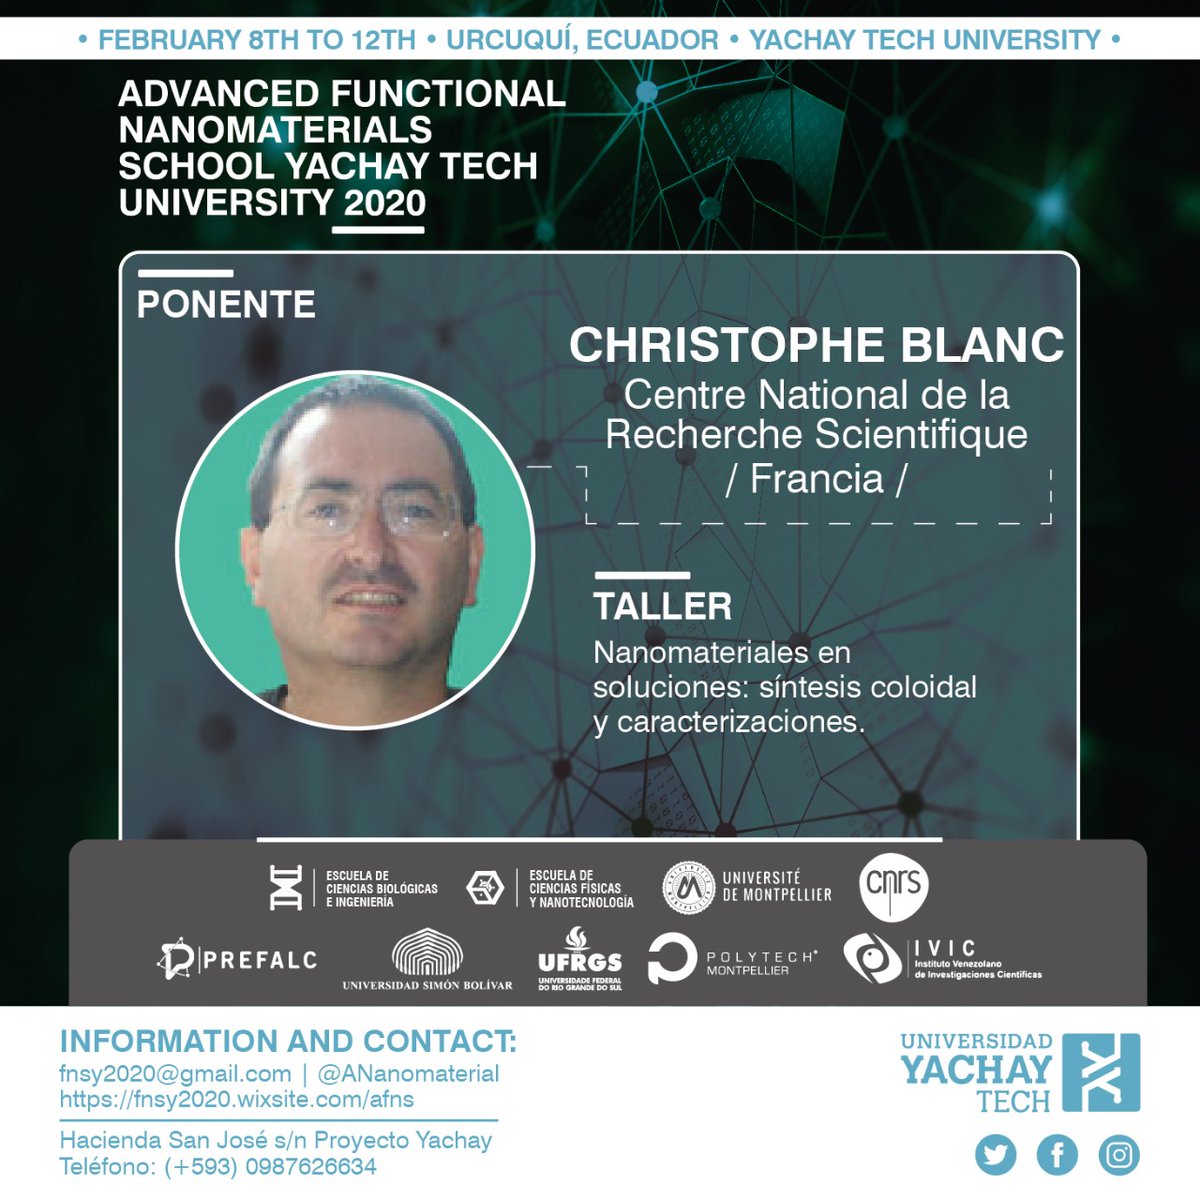 • FEBRUARY 8TH TO 12TH • URCUQUÍ, ECUADOR • YACHAY TECH UNIVERSITY •
ADVANCED FUNCTIONAL
NANOMATERIALS
SCHOOL YACHAY TECH
UNIVERSITY 2020
PONENTE
CHRISTOPHE BLANC
Centre National de la
Recherche Scientifique
/ Francia /
TALLER
Nanomateriales en
soluciones: síntesis coloidal
y caracterizaciones.
ESCUELA DE
CIENCIAS BIOLÓGICAS
E INGENIERÍA
ESCUELA DE
CIENCIAS FÍSICAS
Y NANOTECNOLOGÍA
UNIVERSITÉ
DE MONTPELLIER
cnrs
PREFALC
UNIVERSIDAD SIMÓN BOLÍVAR
UFRGS
UNIVERSIDADE FEDERAL
DO RIO GRANDE DO SUL
POLYTECH
MONTPELLIER
IVIC
Instituto Venezolano
de Investigaciones Científicas
INFORMATION AND CONTACT:
fnsy2020@gmail.com | @ANanomaterial
https://fnsy2020.wixsite.com/afns
Hacienda San José s/n Proyecto Yachay
Teléfono: (+593) 0987626634
UNIVERSIDAD
YACHAY
TECH